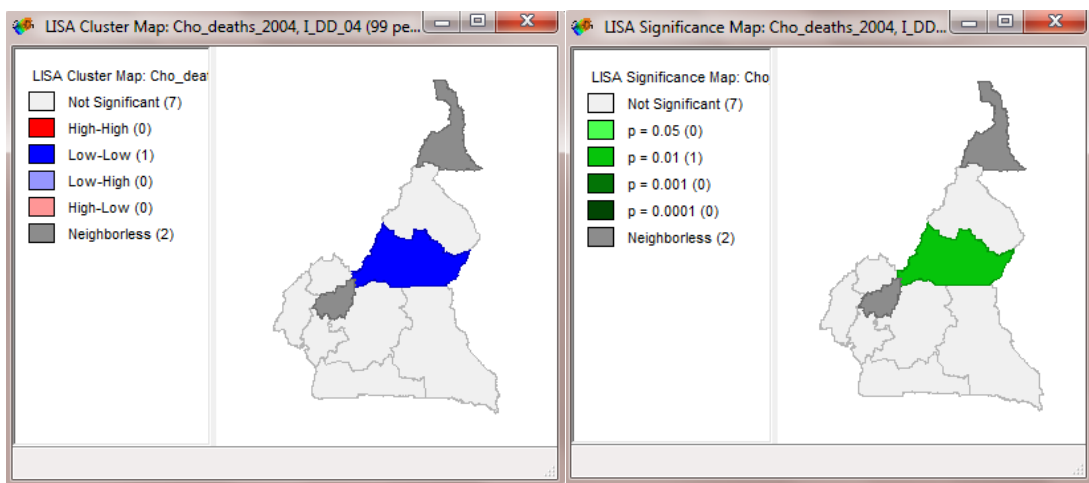 LISA Cluster Map: Cho_deaths_2004, I_DD_04 (99 pe...
LISA Cluster Map: Cho_deat
Not Significant (7)
High-High (0)
Low-Low (1)
Low-High (0)
High-Low (0)
Neighborless (2)
LISA Significance Map: Cho_deaths_2004, I_DD...
LISA Significance Map: Cho
Not Significant (7)
p = 0.05 (0)
p = 0.01 (1)
p = 0.001 (0)
p = 0.0001 (0)
Neighborless (2)